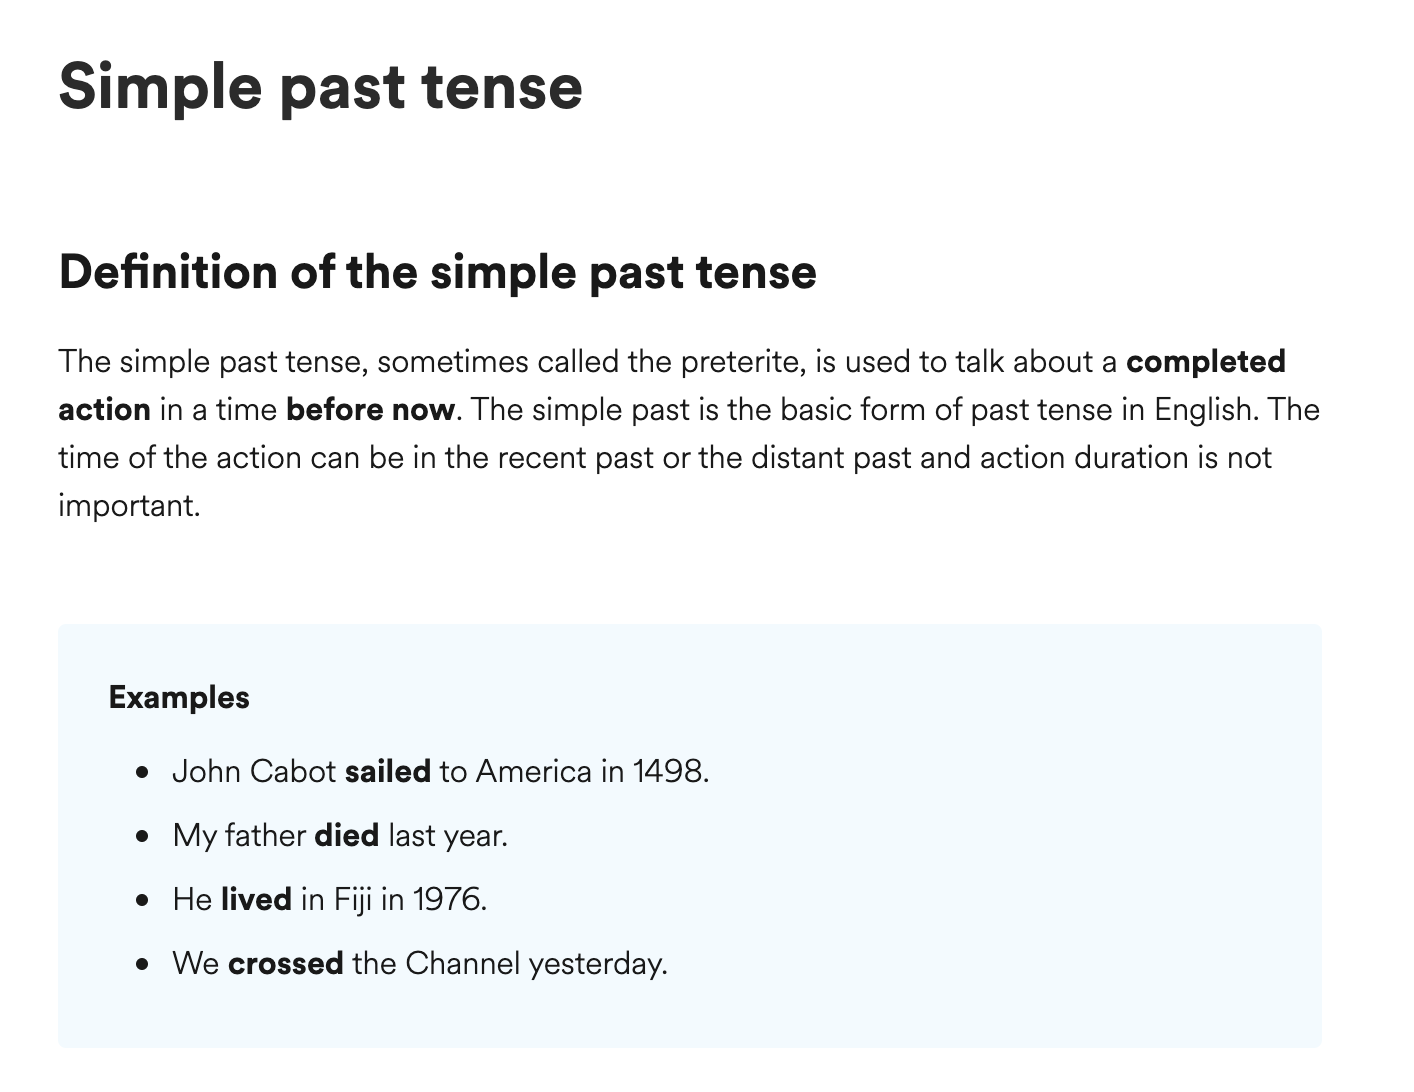 Simple past tense
Definition of the simple past tense
The simple past tense, sometimes called the preterite, is used to talk about a completed
action in a time before now. The simple past is the basic form of past tense in English. The
time of the action can be in the recent past or the distant past and action duration is not
important.
Examples
• John Cabot sailed to America in 1498.
• My father died last year.
• He lived in Fiji in 1976.
• We crossed the Channel yesterday.